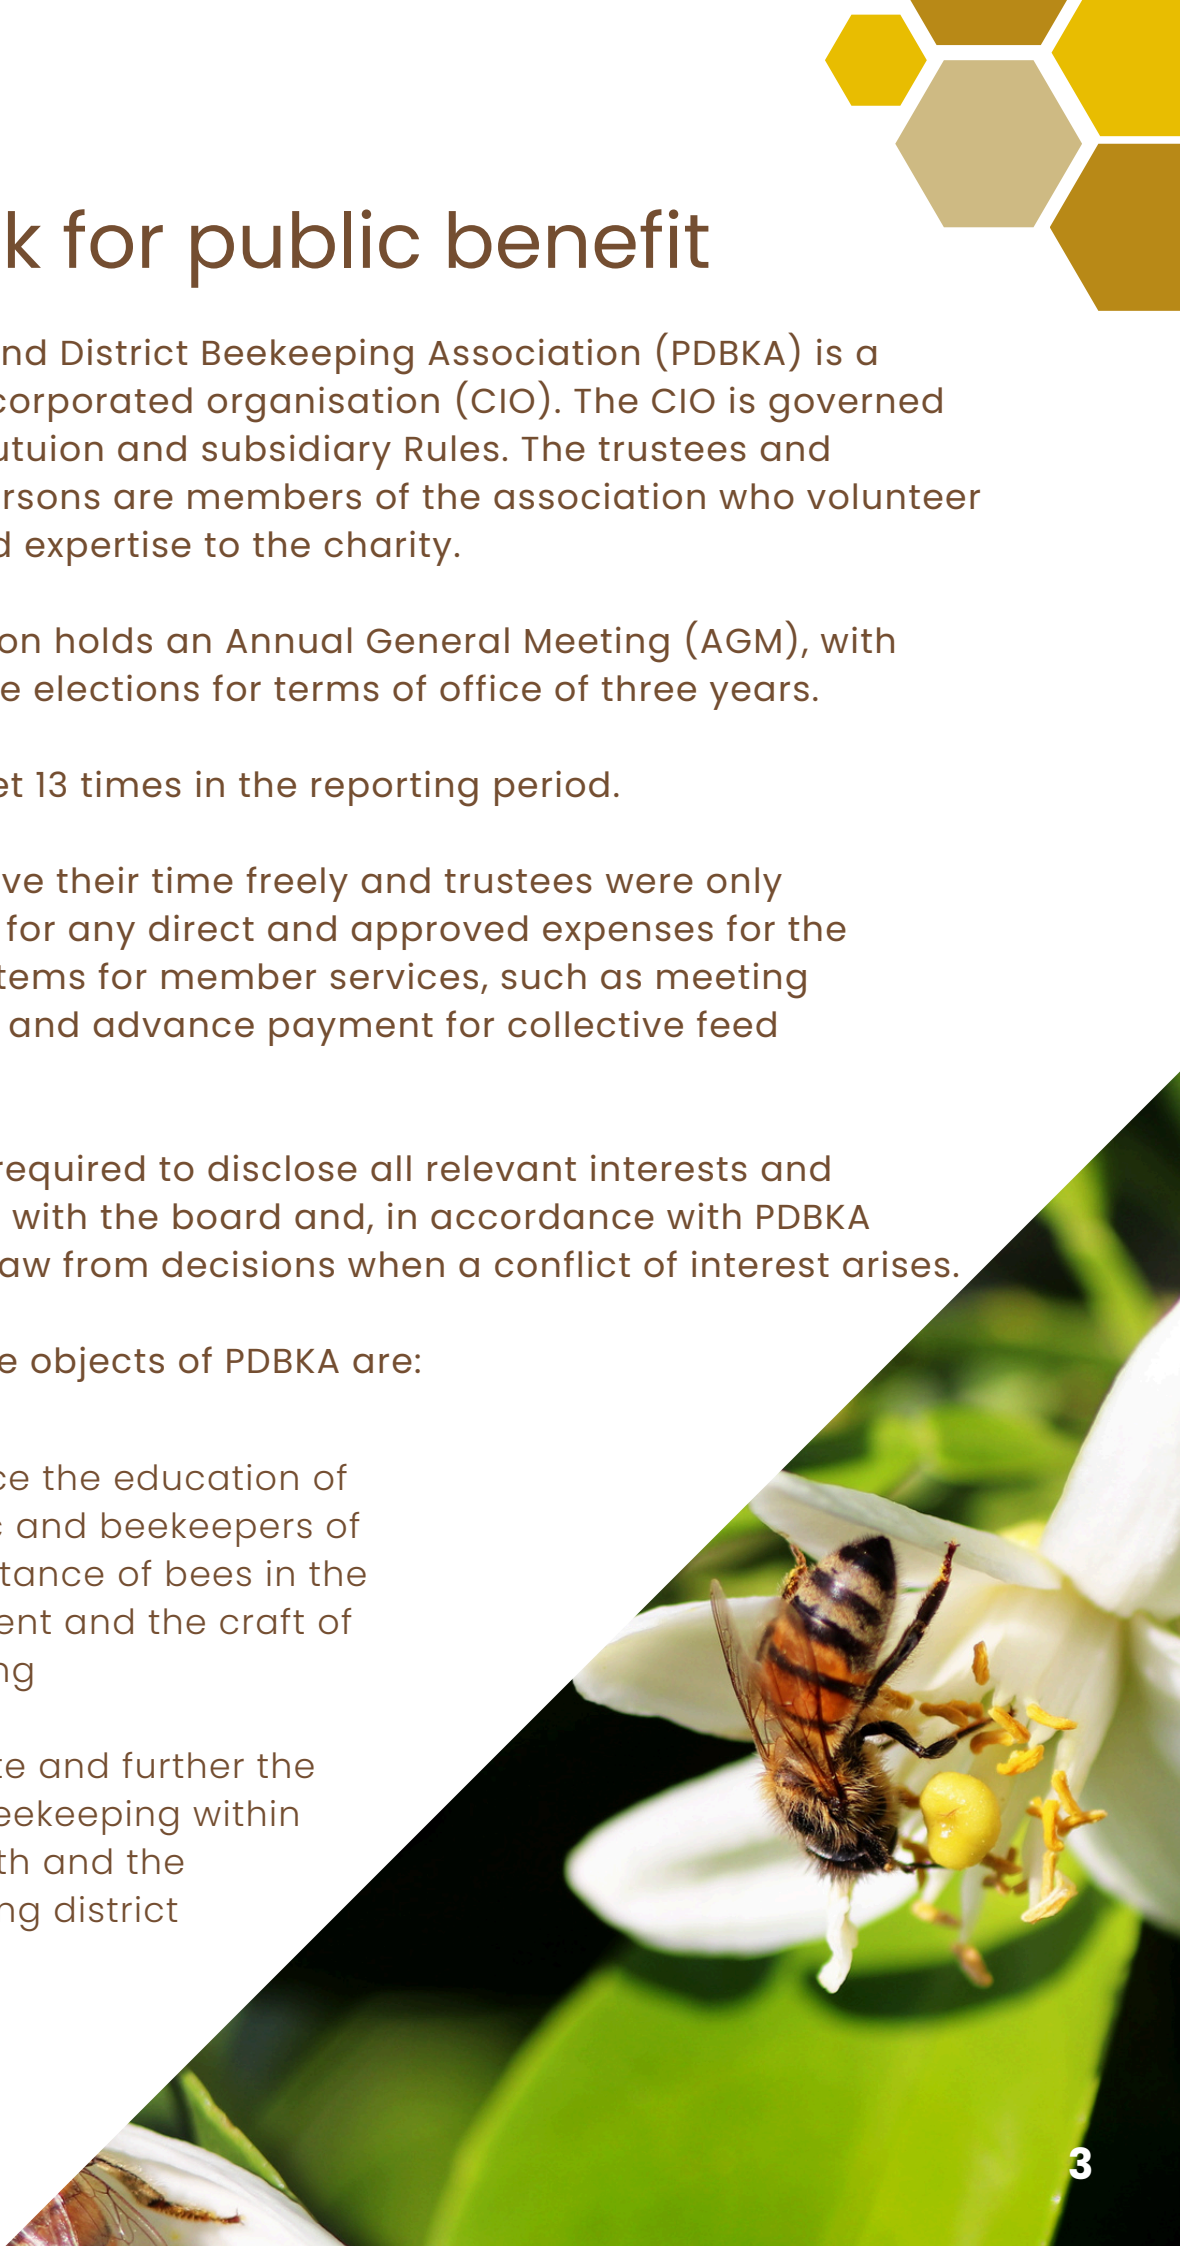 k for public benefit
nd District Beekeeping Association (PDBKA) is a
corporated organisation (CIO). The CIO is governed
utuion and subsidiary Rules. The trustees and
rsons are members of the association who volunteer
d expertise to the charity.
on holds an Annual General Meeting (AGM), with
e elections for terms of office of three years.
et 13 times in the reporting period.
ve their time freely and trustees were only
for any direct and approved expenses for the
tems for member services, such as meeting
and advance payment for collective feed
required to disclose all relevant interests and
with the board and, in accordance with PDBKA
aw from decisions when a conflict of interest arises.
e objects of PDBKA are:
ce the education of
c and beekeepers of
tance of bees in the
ent and the craft of
ng
te and further the
eekeeping within
th and the
ng district
3